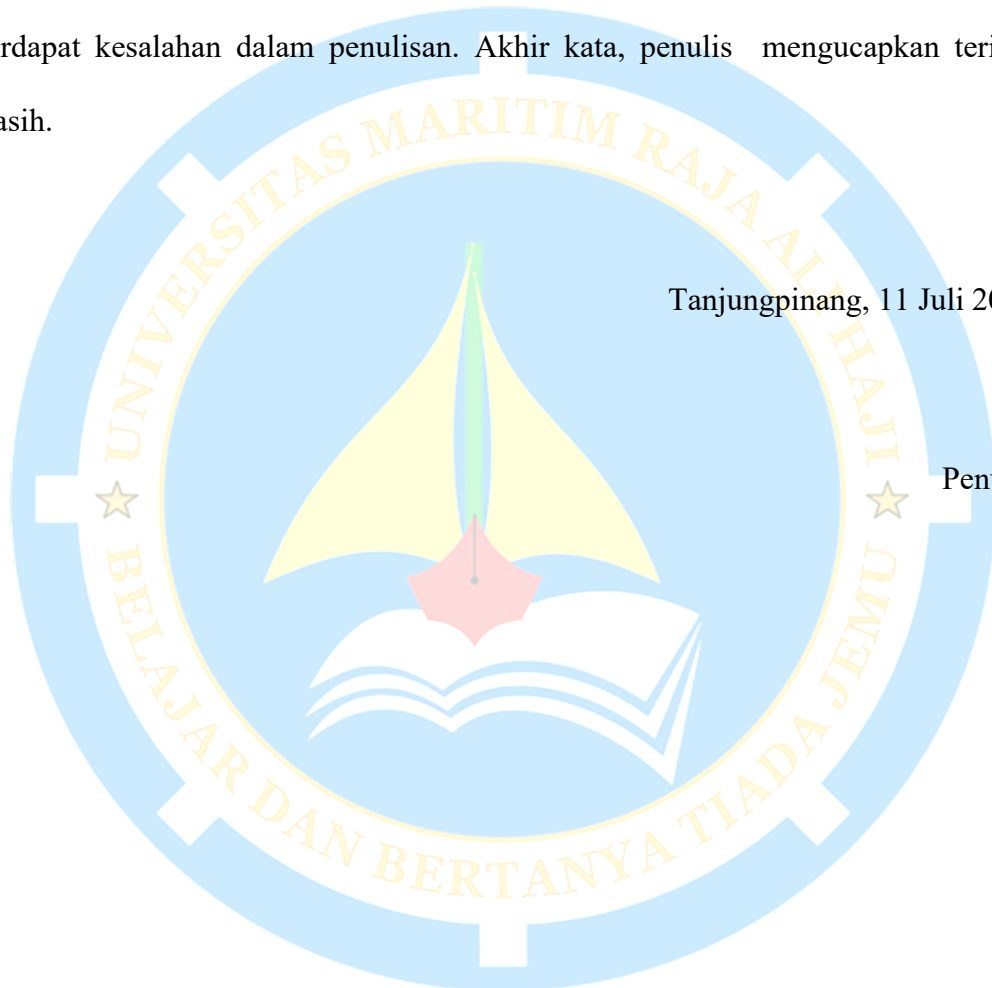 rdapat kesalahan dalam penulisan. Akhir kata, penulis mengucapkan teri
asih.
UNIVERSITAS MARITIM RAJA ALI HAJI
Tanjungpinang, 11 Juli 20
Penu
BELAJAR DAN BERTANYA TIADA JEMU